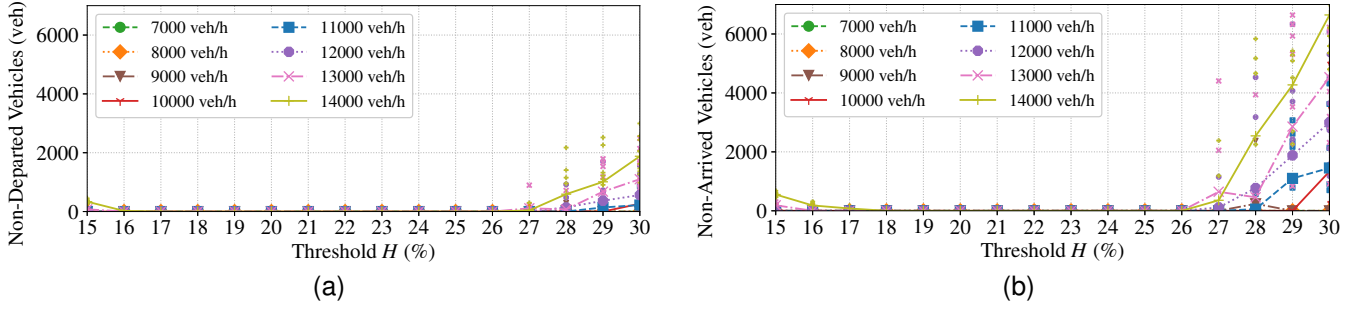 Non-Departed Vehicles (veh)
6000
4000
2000
0
7000 veh/h
8000 veh/h
9000 veh/h
10000 veh/h
11000 veh/h
12000 veh/h
13000 veh/h
14000 veh/h
15 16 17 18 19 20 21 22 23 24 25 26 27 28 29 30
Threshold H (%)
(a)
Non-Arrived Vehicles (veh)
6000
4000
2000
0
7000 veh/h
8000 veh/h
9000 veh/h
10000 veh/h
11000 veh/h
12000 veh/h
13000 veh/h
14000 veh/h
15 16 17 18 19 20 21 22 23 24 25 26 27 28 29 30
Threshold H (%)
(b)